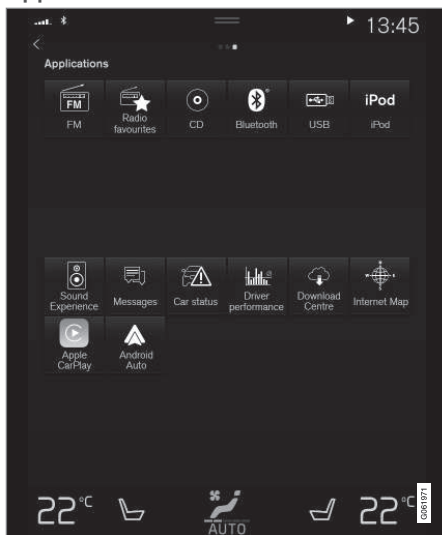 13:45
Applications
FM
iPod
FM
Radio
favourites
CD
Bluetooth
USB
iPod
Sound
Experience
Messages
Car status
Driver
performance
Download
Centre
Internet Map
Apple
CarPlay
Android
Auto
22°C
AUTO
22°C
G061971